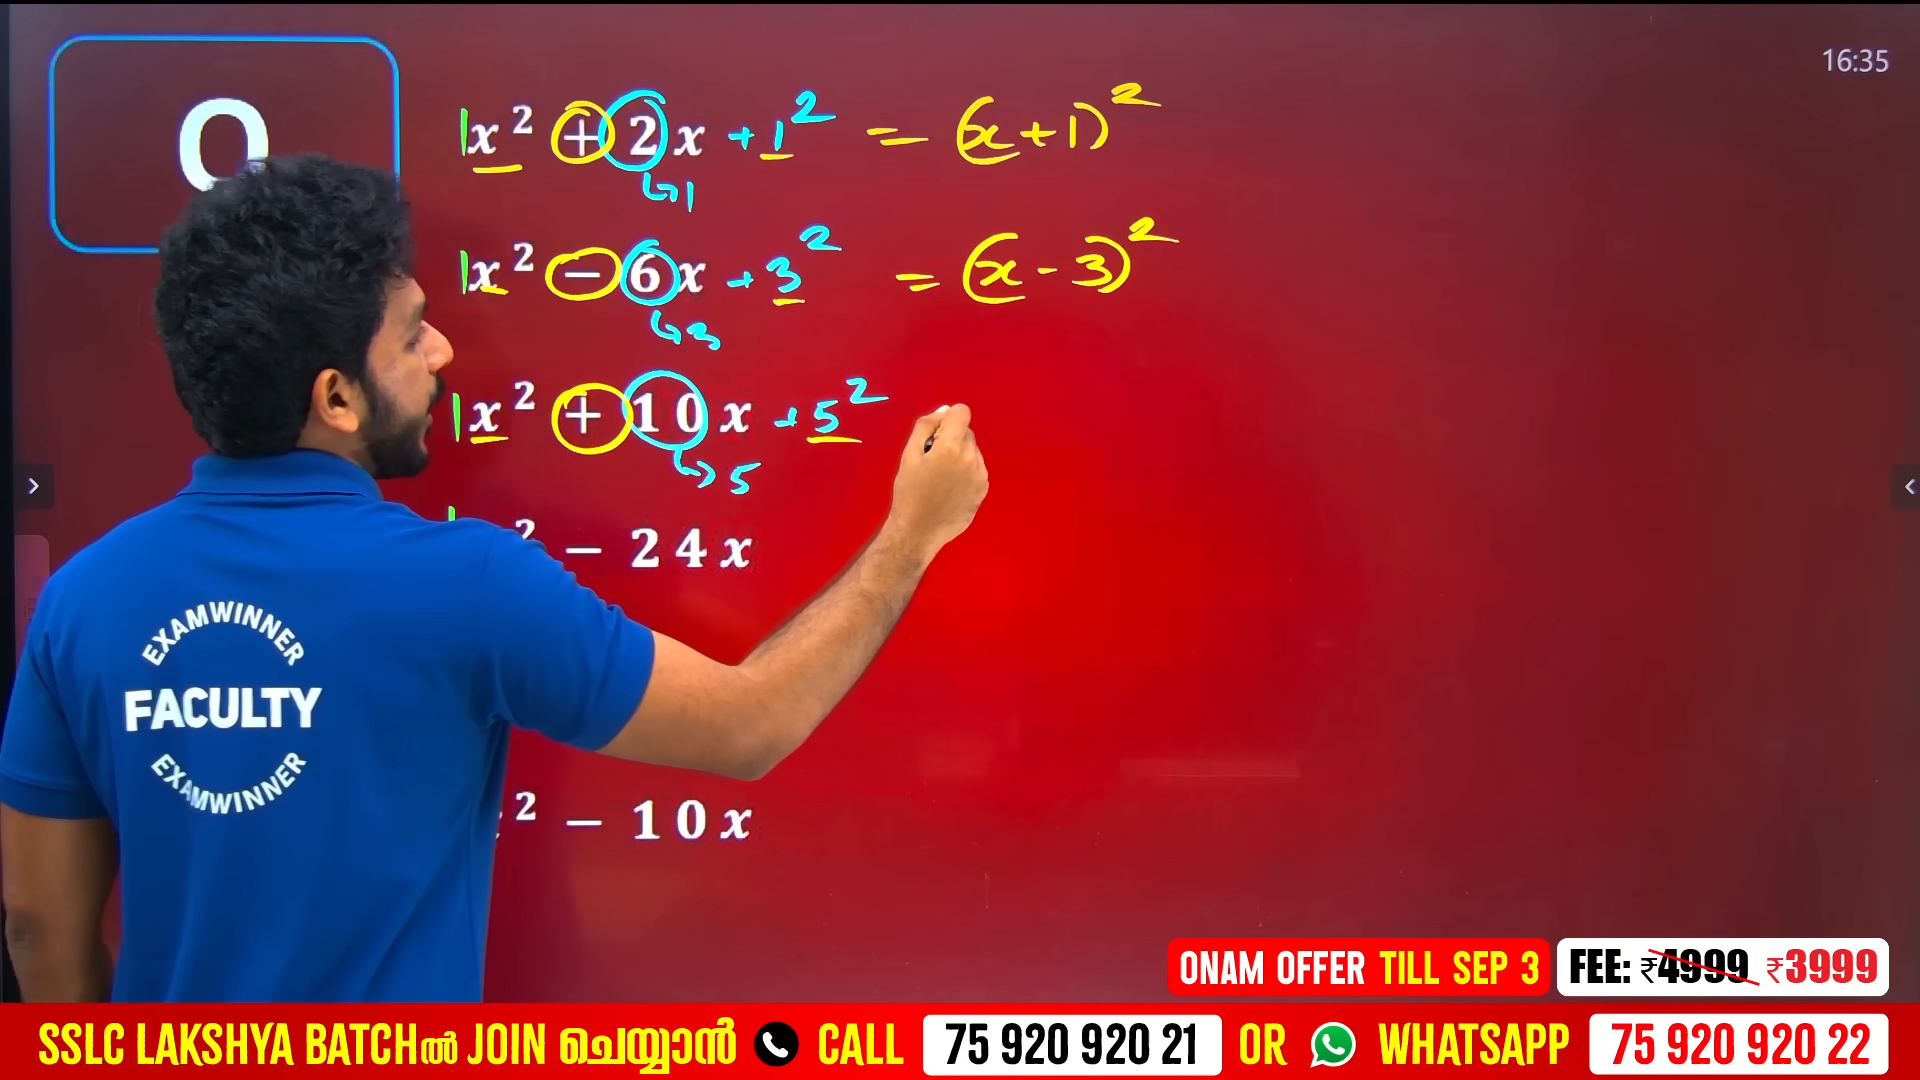 16:35
Q
1x² + 2x + 1² = (x + 1)²
↳ 1
1x² − 6x + 3² = (x - 3)²
↳ 3
1x² + 10x + 5²
↳ 5
² − 24x
² − 10x
EXAMWINNER
FACULTY
EXAMWINNER
ONAM OFFER TILL SEP 3 FEE: ₹4999 ₹3999
SSLC LAKSHYA BATCHൽ JOIN ചെയ്യാൻ CALL 75 920 920 21 OR WHATSAPP 75 920 920 22